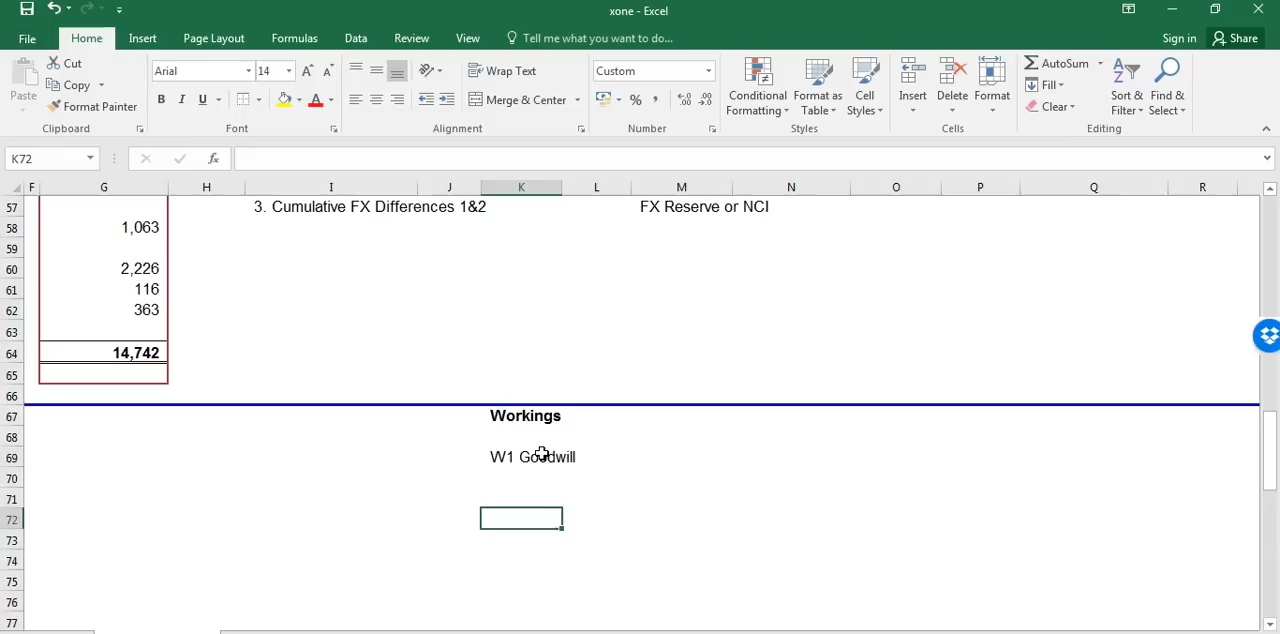 xone - Excel
File Home Insert Page Layout Formulas Data Review View Tell me what you want to do... Sign in Share
Paste Cut Copy Format Painter Clipboard
Arial 14 A A B I U A Font
Wrap Text Merge & Center Alignment
Custom % , .0 .00 .00 .0 Number
Conditional Formatting Format as Table Cell Styles Styles
Insert Delete Format Cells
AutoSum Fill Clear Sort & Filter Find & Select Editing
K72 fx
F G H I J K L M N O P Q R
57 3. Cumulative FX Differences 1&2 FX Reserve or NCI
58 1,063
59
60 2,226
61 116
62 363
63
64 14,742
65
66
67 Workings
68
69 W1 Goodwill
70
71
72
73
74
75
76
77